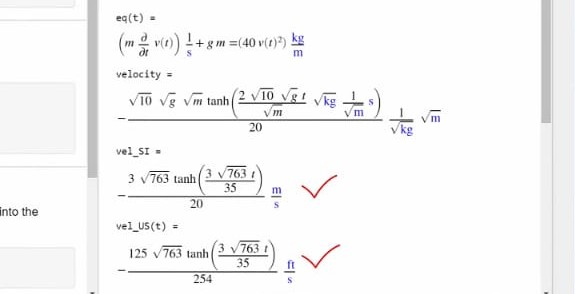 eq(t) =
(m ∂/∂t v(t)) 1/s + g m = (40 v(t)²) kg/m
velocity =
- (√10 √g √m tanh(2 √10 √g t / √m √kg 1/√m s)) / 20 1/√kg √m
vel_SI =
- (3 √763 tanh(3 √763 t / 35)) / 20 m/s
into the
vel_US(t) =
- (125 √763 tanh(3 √763 t / 35)) / 254 ft/s